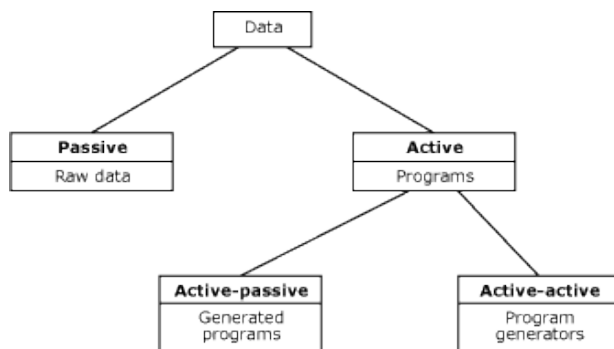 Data
Passive
Raw data
Active
Programs
Active-passive
Generated
programs
Active-active
Program
generators